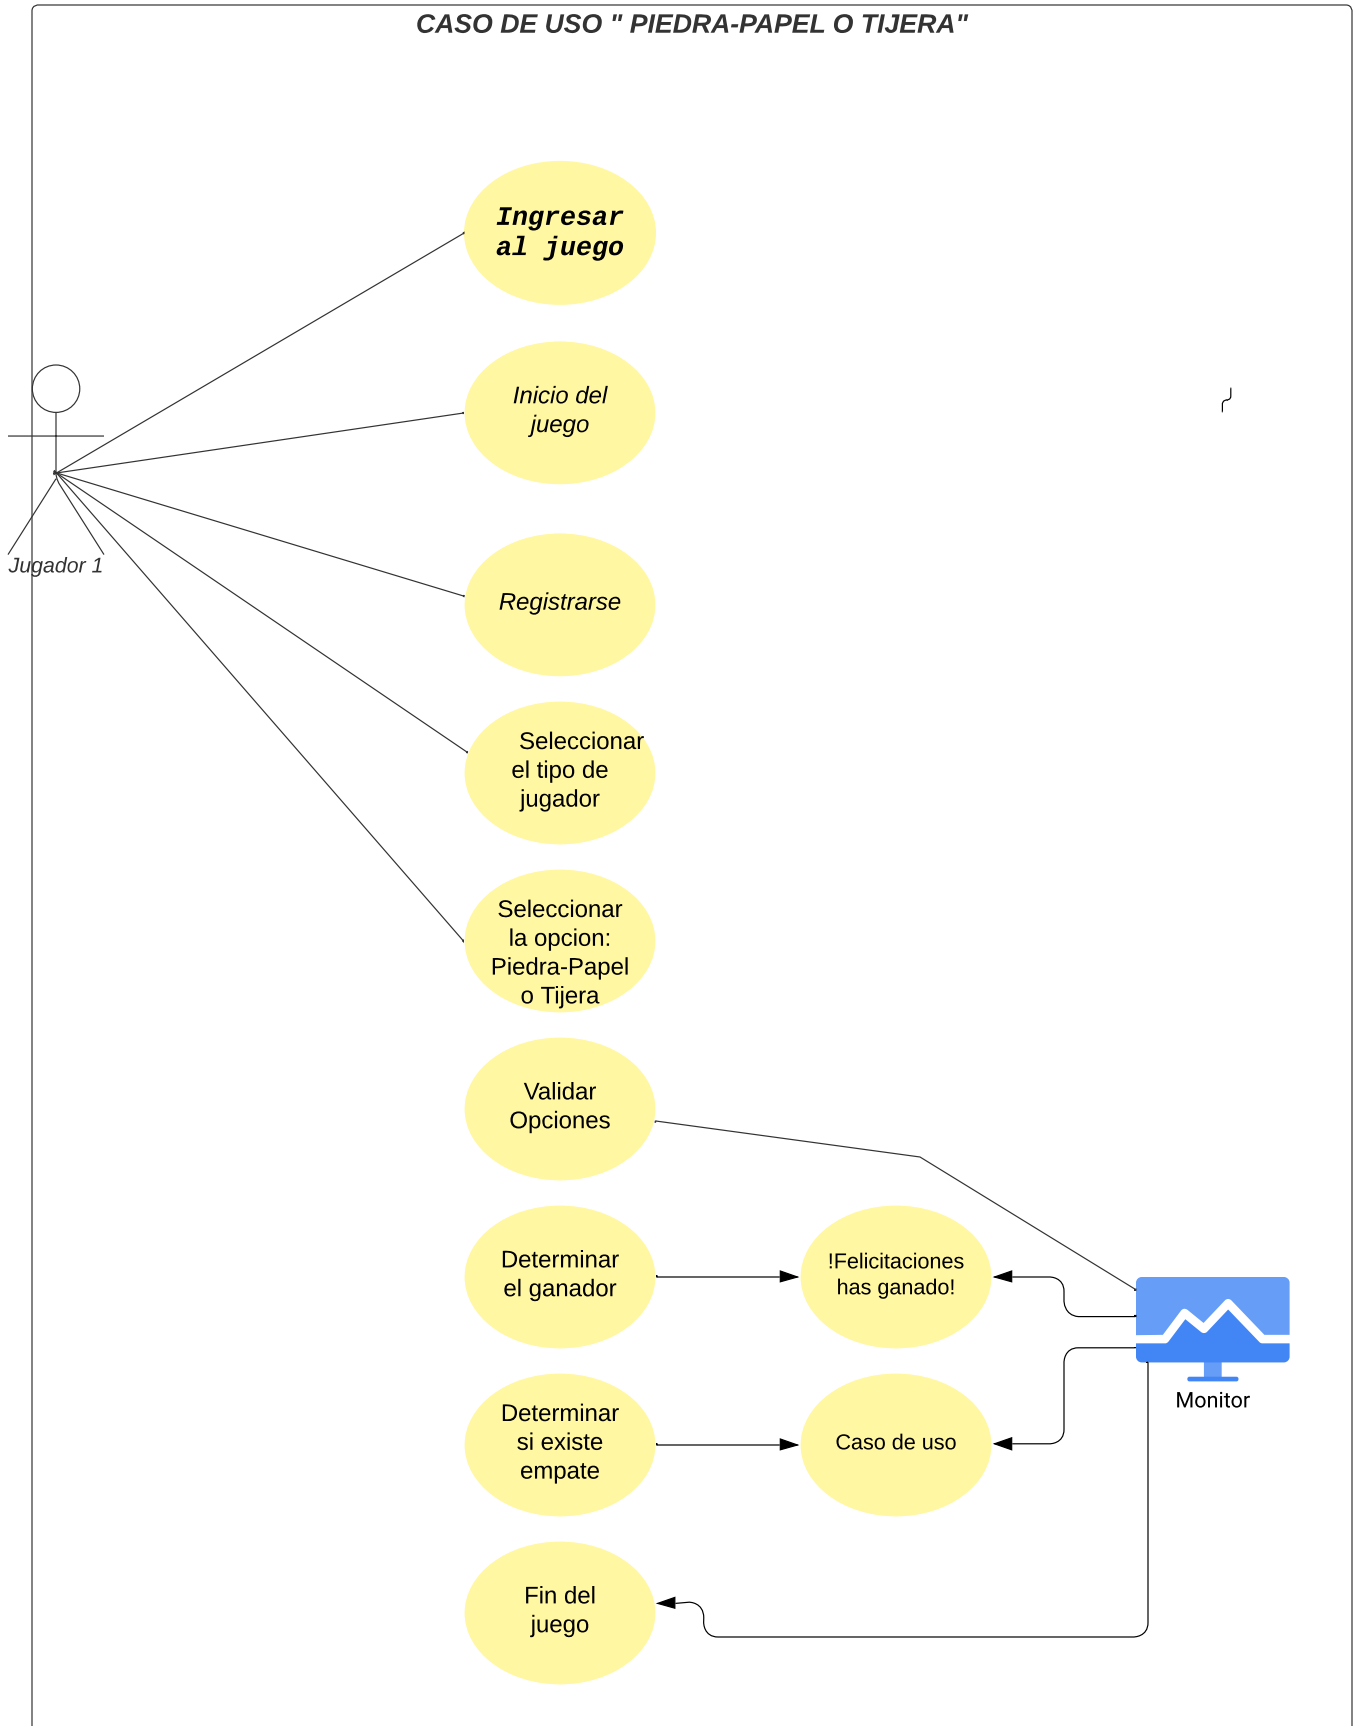 CASO DE USO " PIEDRA-PAPEL O TIJERA"
Ingresar
al juego
Inicio del
juego
Jugador 1
Registrarse
Seleccionar
el tipo de
jugador
Seleccionar
la opcion:
Piedra-Papel
o Tijera
Validar
Opciones
Determinar
el ganador
!Felicitaciones
has ganado!
Monitor
Determinar
si existe
empate
Caso de uso
Fin del
juego